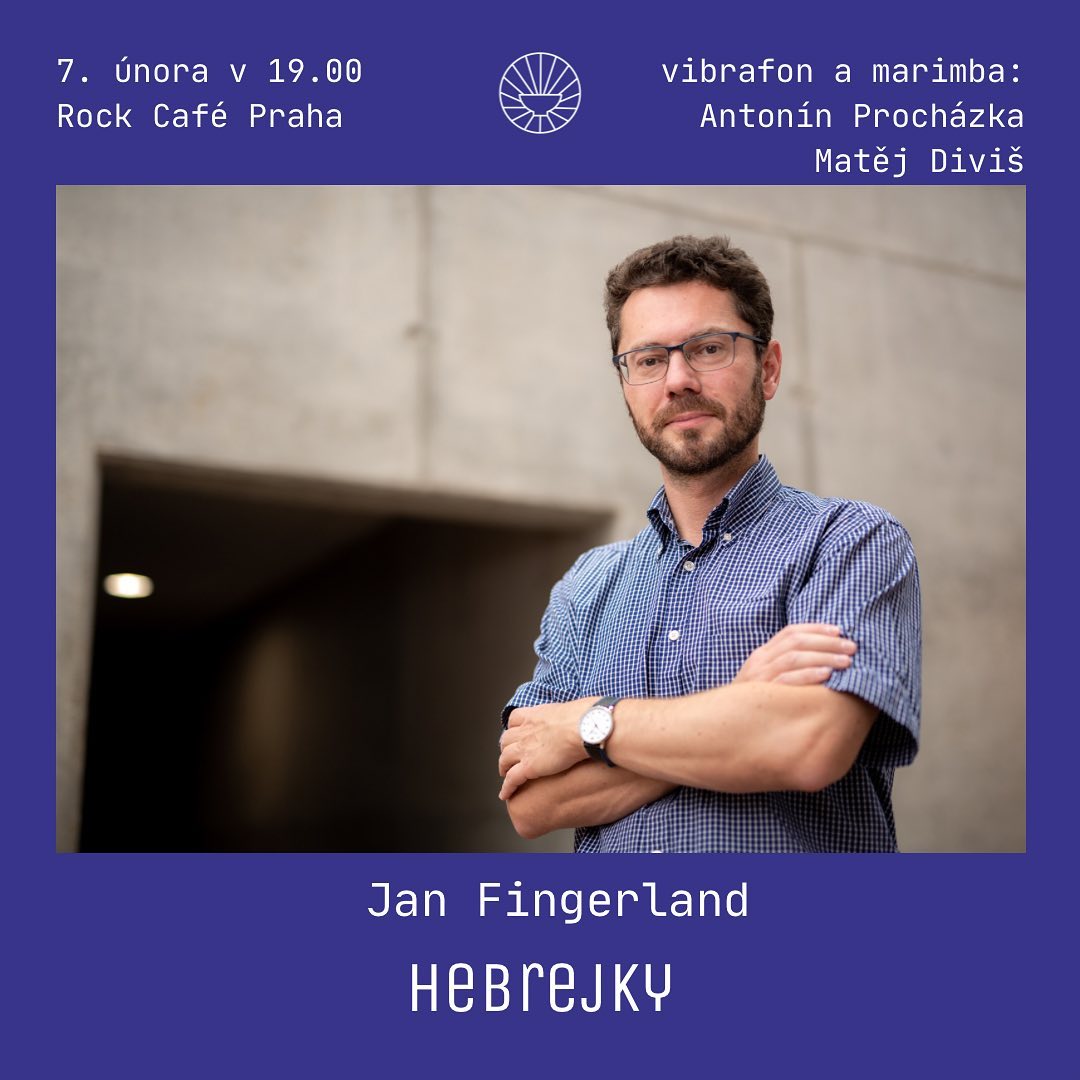 7. února v 19.00
Rock Café Praha
vibrafon a marimba:
Antonín Procházka
Matěj Diviš
Jan Fingerland
HeBreJKY